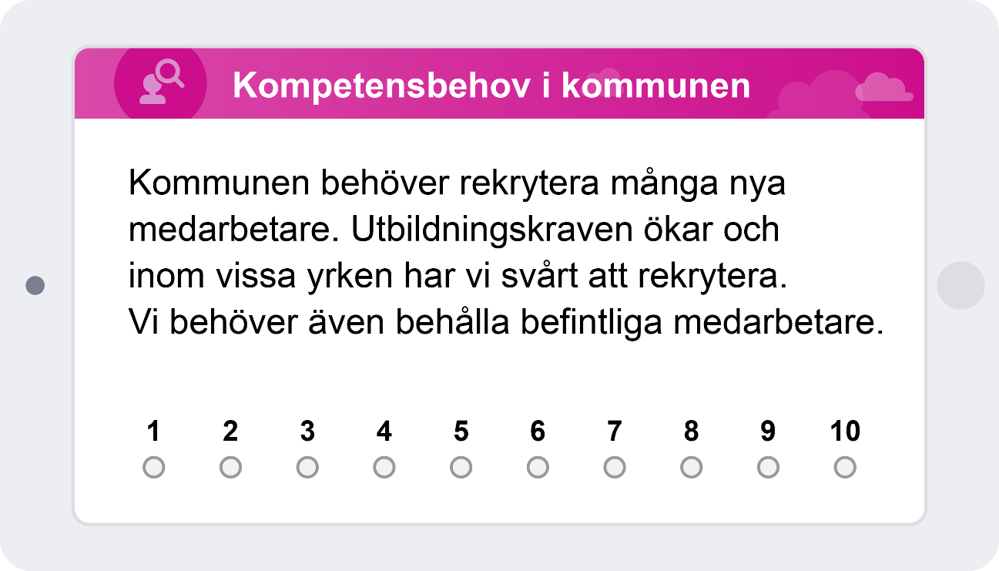 Kompetensbehov i kommunen
Kommunen behöver rekrytera många nya
medarbetare. Utbildningskraven ökar och
inom vissa yrken har vi svårt att rekrytera.
Vi behöver även behålla befintliga medarbetare.
1 2 3 4 5 6 7 8 9 10